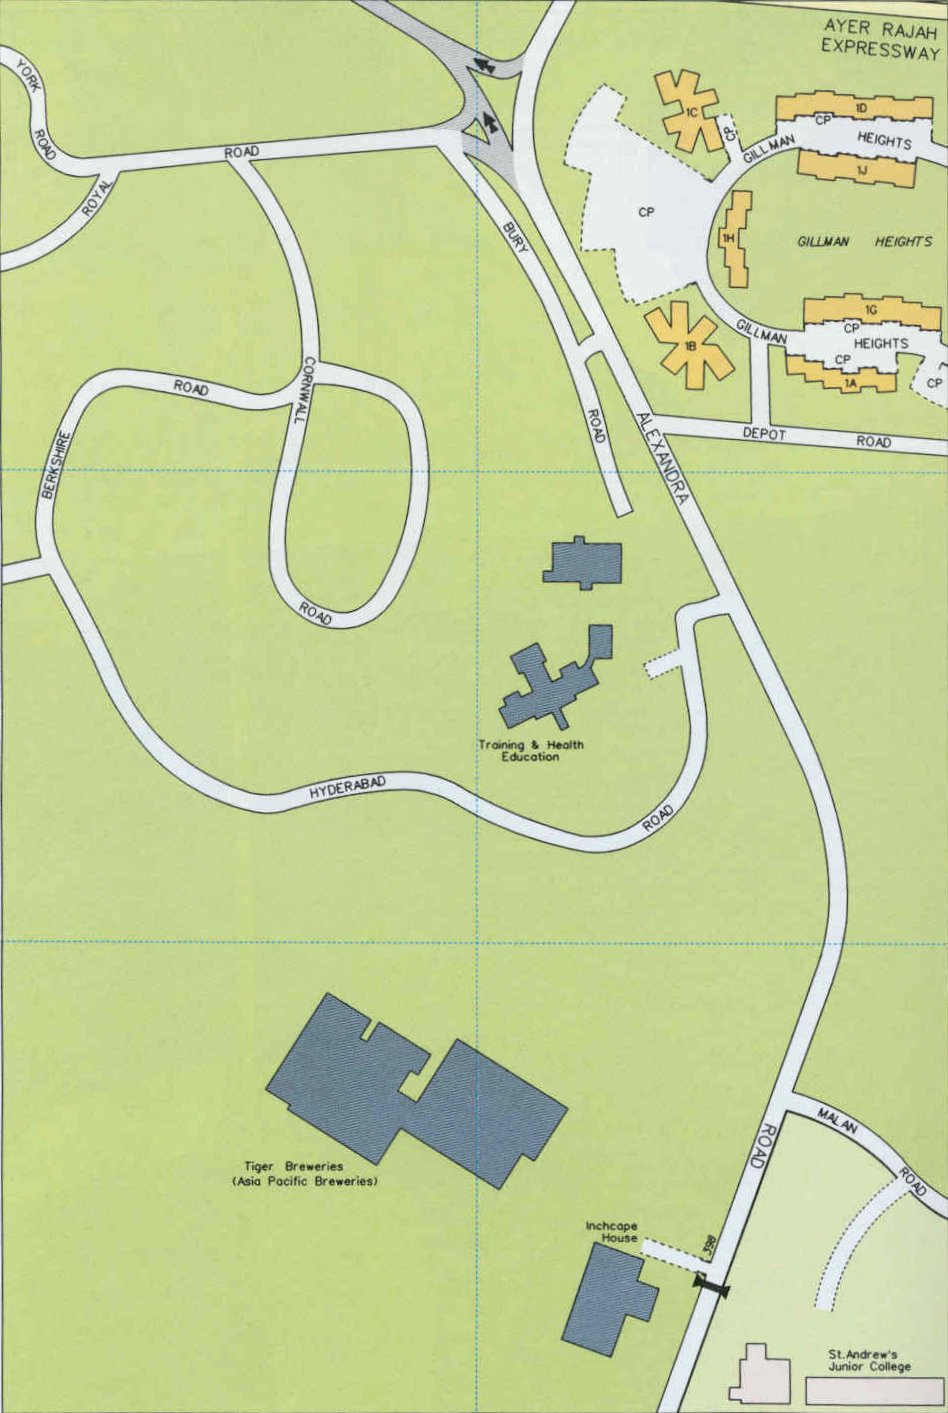 AYER RAJAH
EXPRESSWAY
YORK
ROAD
ROYAL
ROAD
BURY
ROAD
1C
CP
GILLMAN
1D
CP
HEIGHTS
1J
CP
1H
GILLMAN HEIGHTS
1B
GILLMAN
1G
CP
HEIGHTS
CP
1A
CP
DEPOT
ROAD
ALEXANDRA
BERKSHIRE
ROAD
CORNWALL
ROAD
Training & Health
Education
HYDERABAD
ROAD
Tiger Breweries
(Asia Pacific Breweries)
ROAD
MALAN
ROAD
Inchcape
House
398
St.Andrew's
Junior College